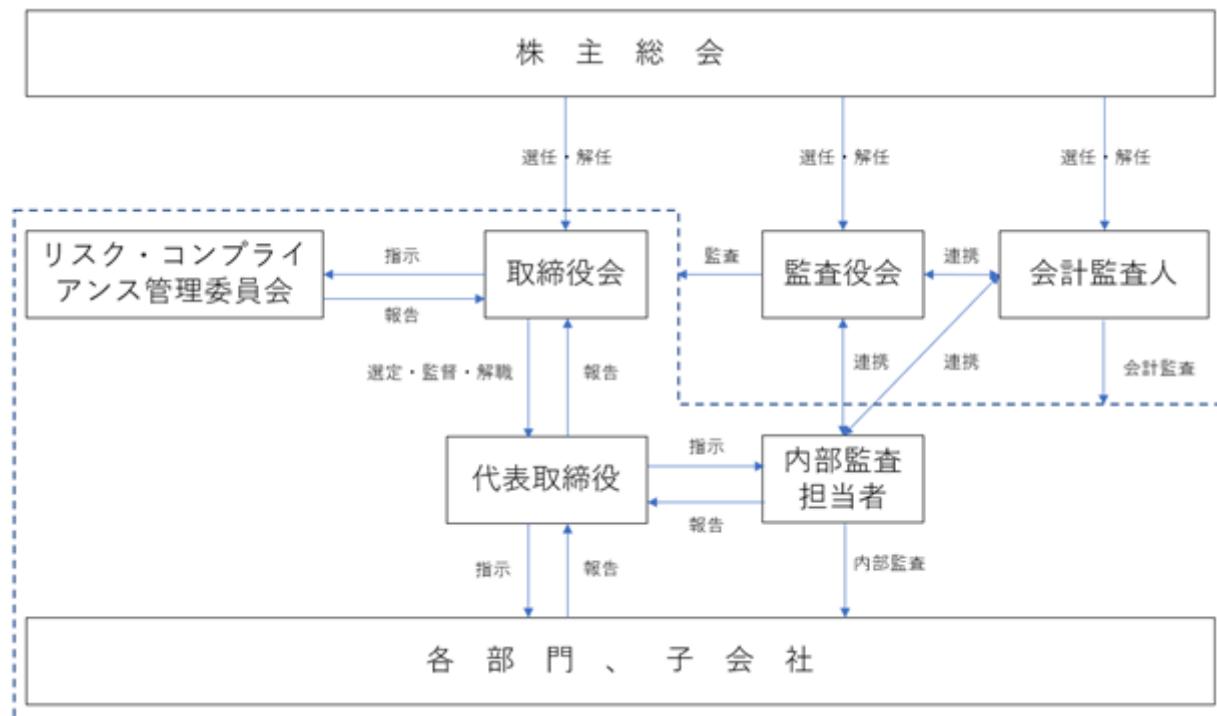 株 主 総 会
選任・解任
選任・解任
選任・解任
リスク・コンプライ
アンス管理委員会
指示
報告
取締役会
監査
監査役会
連携
会計監査人
選定・監督・解職
報告
連携
連携
会計監査
代表取締役
指示
報告
内部監査
担当者
指示
報告
内部監査
各 部 門 、 子 会 社